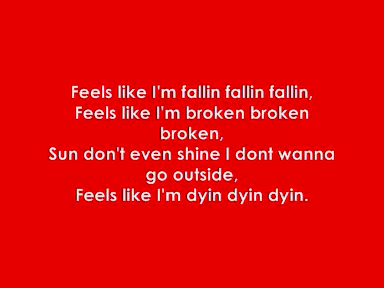 Feels like I'm fallin fallin fallin,
Feels like I'm broken broken
broken,
Sun don't even shine I dont wanna
go outside,
Feels like I'm dyin dyin dyin.